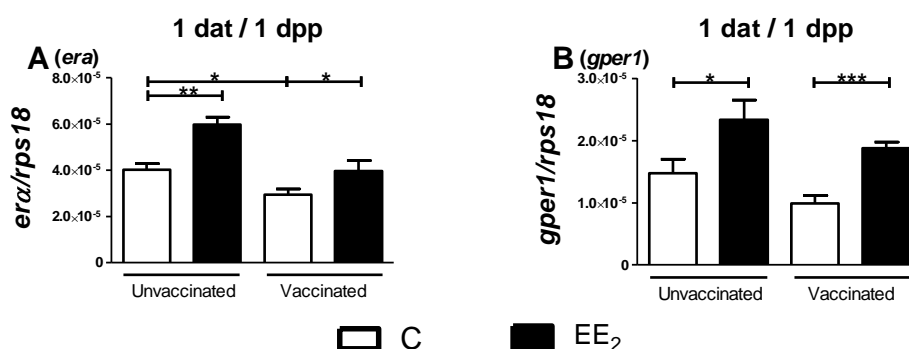 1 dat / 1 dpp
A (era)
erα/rps18
8.0×10⁻⁵
6.0×10⁻⁵
4.0×10⁻⁵
2.0×10⁻⁵
0
*
*
**
Unvaccinated
Vaccinated
1 dat / 1 dpp
B (gper1)
gper1/rps18
3.0×10⁻⁵
2.0×10⁻⁵
1.0×10⁻⁵
0
*
***
Unvaccinated
Vaccinated
C
EE₂